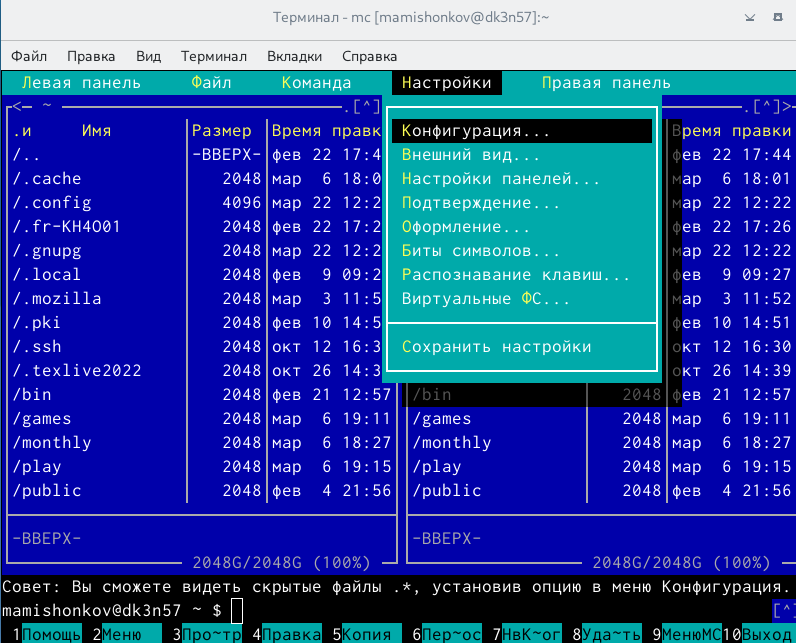 Терминал - mc [mamishonkov@dk3n57]:~
Файл Правка Вид Терминал Вкладки Справка
Левая панель Файл Команда Настройки Правая панель
<— ~ .[^] .[^]>
.и Имя Размер Время правк Конфигурация... Время правки
/.. -ВВЕРХ- фев 22 17:4 Внешний вид... фев 22 17:44
/.cache 2048 мар 6 18:0 Настройки панелей... мар 6 18:01
/.config 4096 мар 22 12:2 Подтверждение... мар 22 12:22
/.fr-KH4O01 2048 фев 22 17:2 Оформление... фев 22 17:26
/.gnupg 2048 мар 22 12:2 Биты символов... мар 22 12:22
/.local 2048 фев 9 09:2 Распознавание клавиш... фев 9 09:27
/.mozilla 2048 мар 3 11:5 Виртуальные ФС... мар 3 11:52
/.pki 2048 фев 10 14:5 фев 10 14:51
/.ssh 2048 окт 12 16:3 Сохранить настройки окт 12 16:30
/.texlive2022 2048 окт 26 14:3 окт 26 14:39
/bin 2048 фев 21 12:57 /bin 2048 фев 21 12:57
/games 2048 мар 6 19:11 /games 2048 мар 6 19:11
/monthly 2048 мар 6 18:27 /monthly 2048 мар 6 18:27
/play 2048 мар 6 19:15 /play 2048 мар 6 19:15
/public 2048 фев 4 21:56 /public 2048 фев 4 21:56
-ВВЕРХ- -ВВЕРХ-
2048G/2048G (100%) 2048G/2048G (100%)
Совет: Вы сможете видеть скрытые файлы .*, установив опцию в меню Конфигурация.
mamishonkov@dk3n57 ~ $ [^]
1Помощь 2Меню 3Про~тр 4Правка 5Копия 6Пер~ос 7НвК~ог 8Уда~ть 9МенюMC 10Выход